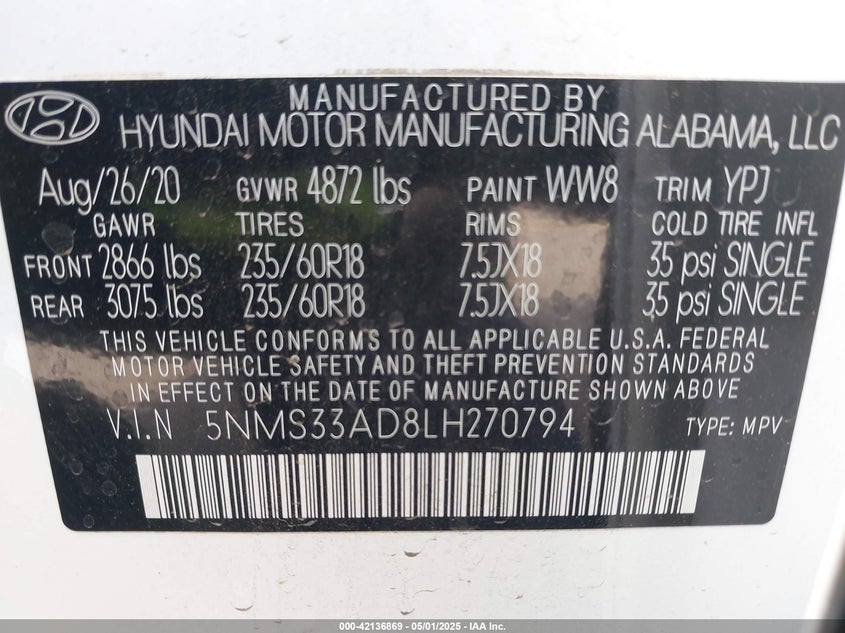 MANUFACTURED BY
HYUNDAI MOTOR MANUFACTURING ALABAMA, LLC
Aug/26/20 GVWR 4872 lbs PAINT WW8 TRIM YPJ
GAWR TIRES RIMS COLD TIRE INFL
FRONT 2866 lbs 235/60R18 7.5JX18 35 psi SINGLE
REAR 3075 lbs 235/60R18 7.5JX18 35 psi SINGLE
THIS VEHICLE CONFORMS TO ALL APPLICABLE U.S.A. FEDERAL
MOTOR VEHICLE SAFETY AND THEFT PREVENTION STANDARDS
IN EFFECT ON THE DATE OF MANUFACTURE SHOWN ABOVE
V.I.N 5NMS33AD8LH270794 TYPE: MPV
000-42136869 - 05/01/2025 - IAA Inc.